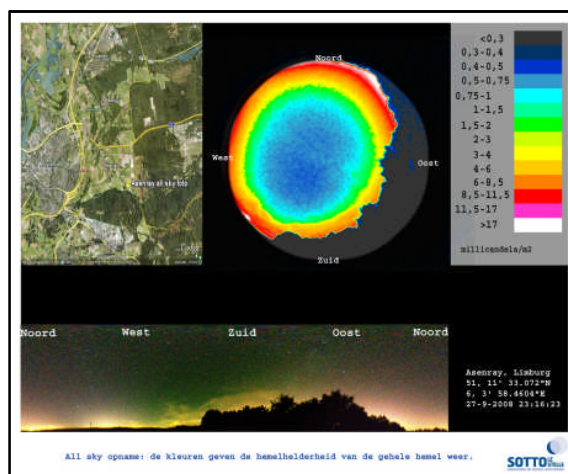 Asenray all sky foto
Noord
West
Oost
Zuid
<0,3
0,3-0,4
0,4-0,5
0,5-0,75
0,75-1
1-1,5
1,5-2
2-3
3-4
4-6
6-8,5
8,5-11,5
11,5-17
>17
millicandela/m2
Noord West Zuid Oost Noord
Asenray, Limburg
51, 11' 33.072"N
6, 3' 58.4604"E
27-9-2008 23:16:23
All sky opname: de kleuren geven de hemelhelderheid van de gehele hemel weer.
SOTTO